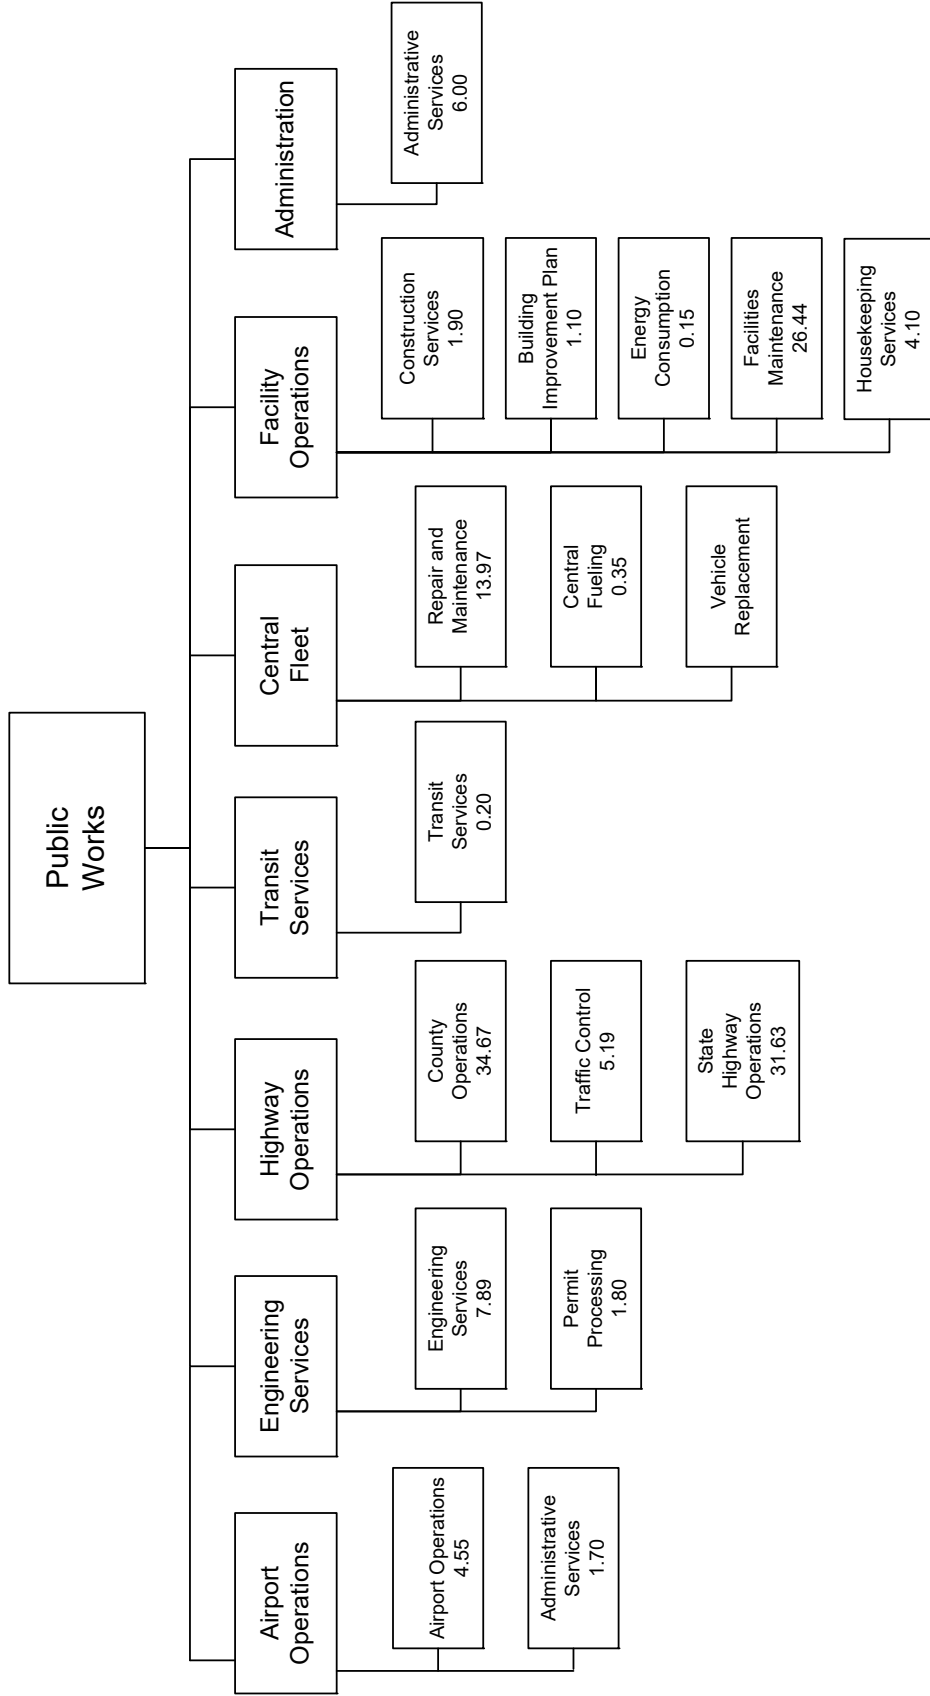 Public
Works
Airport
Operations
Airport Operations
4.55
Administrative
Services
1.70
Engineering
Services
Engineering
Services
7.89
Permit
Processing
1.80
Highway
Operations
County
Operations
34.67
Traffic Control
5.19
State
Highway
Operations
31.63
Transit
Services
Transit
Services
0.20
Central
Fleet
Repair and
Maintenance
13.97
Central
Fueling
0.35
Vehicle
Replacement
Facility
Operations
Construction
Services
1.90
Building
Improvement Plan
1.10
Energy
Consumption
0.15
Facilities
Maintenance
26.44
Housekeeping
Services
4.10
Administration
Administrative
Services
6.00